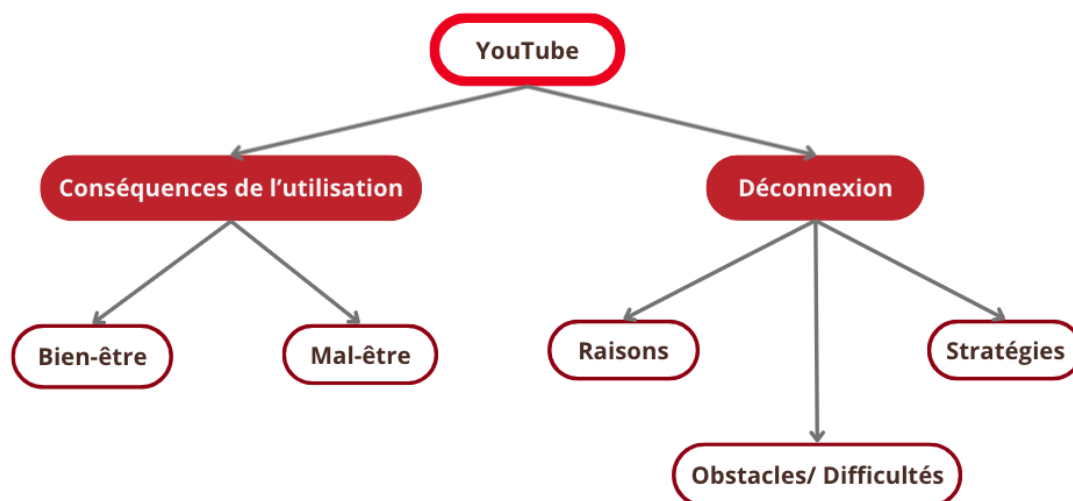 YouTube
Conséquences de l’utilisation
Déconnexion
Bien-être
Mal-être
Raisons
Stratégies
Obstacles/ Difficultés